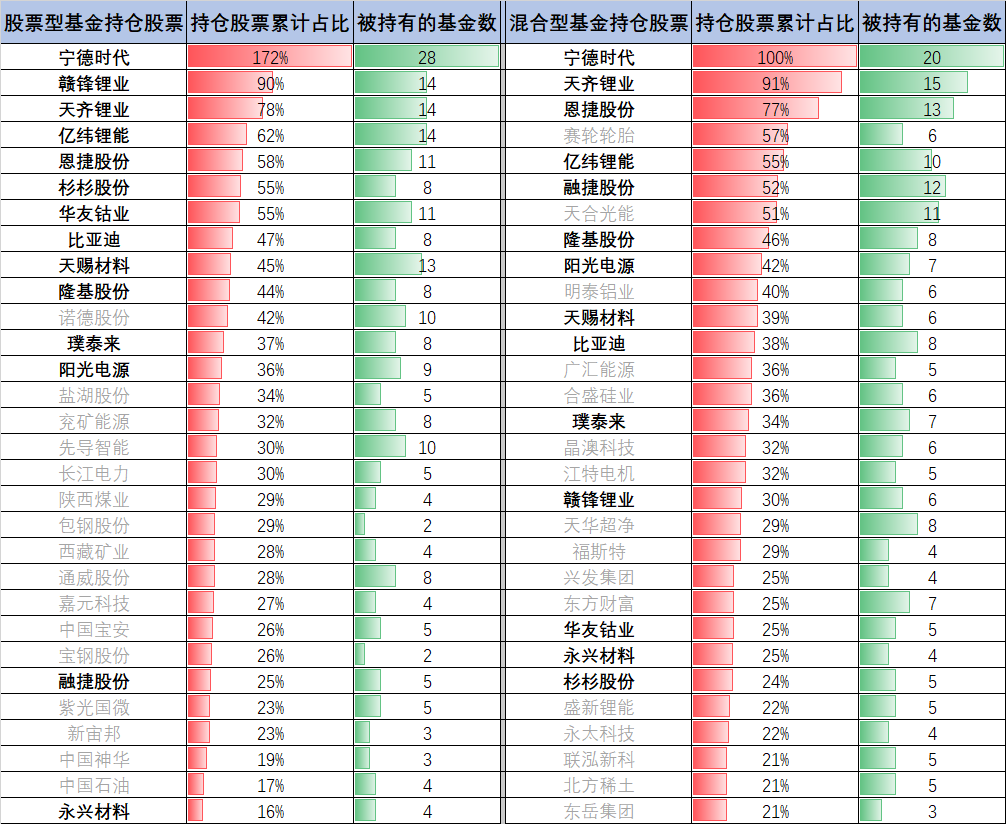 股票型基金持仓股票 持仓股票累计占比 被持有的基金数 混合型基金持仓股票 持仓股票累计占比 被持有的基金数
宁德时代 172% 28 宁德时代 100% 20
赣锋锂业 90% 14 天齐锂业 91% 15
天齐锂业 78% 14 恩捷股份 77% 13
亿纬锂能 62% 14 赛轮轮胎 57% 6
恩捷股份 58% 11 亿纬锂能 55% 10
杉杉股份 55% 8 融捷股份 52% 12
华友钴业 55% 11 天合光能 51% 11
比亚迪 47% 8 隆基股份 46% 8
天赐材料 45% 13 阳光电源 42% 7
隆基股份 44% 8 明泰铝业 40% 6
诺德股份 42% 10 天赐材料 39% 6
璞泰来 37% 8 比亚迪 38% 8
阳光电源 36% 9 广汇能源 36% 5
盐湖股份 34% 5 合盛硅业 36% 6
兖矿能源 32% 8 璞泰来 34% 7
先导智能 30% 10 晶澳科技 32% 6
长江电力 30% 5 江特电机 32% 5
陕西煤业 29% 4 赣锋锂业 30% 6
包钢股份 29% 2 天华超净 29% 8
西藏矿业 28% 4 福斯特 29% 4
通威股份 28% 8 兴发集团 25% 4
嘉元科技 27% 4 东方财富 25% 7
中国宝安 26% 5 华友钴业 25% 5
宝钢股份 26% 2 永兴材料 25% 4
融捷股份 25% 5 杉杉股份 24% 5
紫光国微 23% 5 盛新锂能 22% 5
新宙邦 23% 3 永太科技 22% 4
中国神华 19% 3 联泓新科 21% 5
中国石油 17% 4 北方稀土 21% 5
永兴材料 16% 4 东岳集团 21% 3